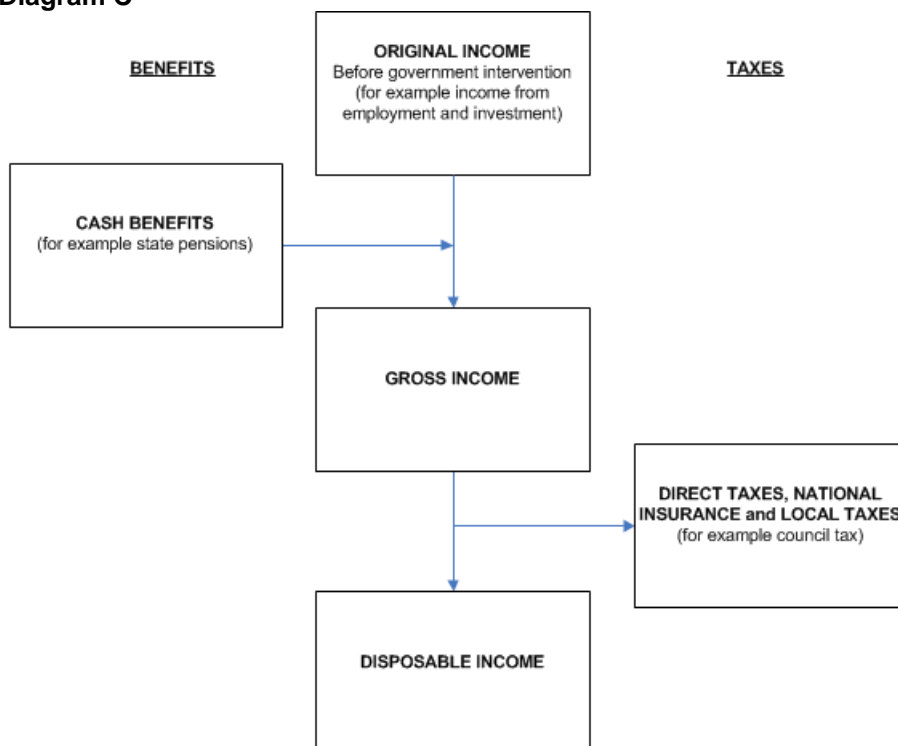 Diagram C
BENEFITS
ORIGINAL INCOME
Before government intervention
(for example income from
employment and investment)
TAXES
CASH BENEFITS
(for example state pensions)
GROSS INCOME
DIRECT TAXES, NATIONAL
INSURANCE and LOCAL TAXES
(for example council tax)
DISPOSABLE INCOME